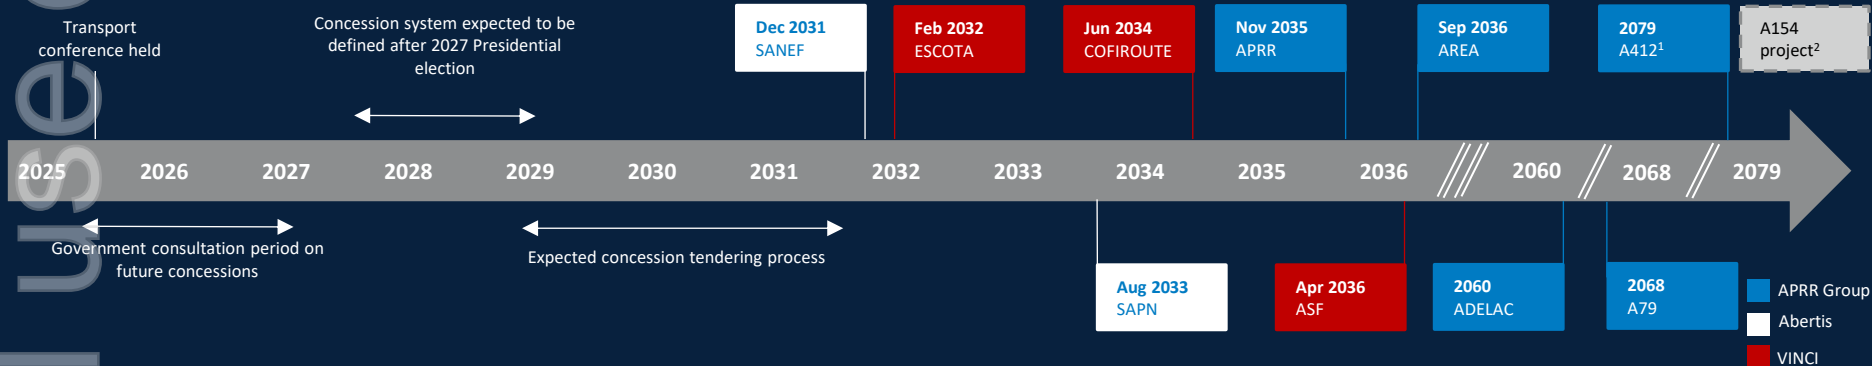 Transport
conference held
Concession system expected to be
defined after 2027 Presidential
election
Dec 2031
SANEF
Feb 2032
ESCOTA
Jun 2034
COFIROUTE
Nov 2035
APRR
Sep 2036
AREA
2079
A412¹
A154
project²
2025
2026
2027
2028
2029
2030
2031
2032
2033
2034
2035
2036
2060
2068
2079
Government consultation period on
future concessions
Expected concession tendering process
Aug 2033
SAPN
Apr 2036
ASF
2060
ADELAC
2068
A79
APRR Group
Abertis
VINCI
use